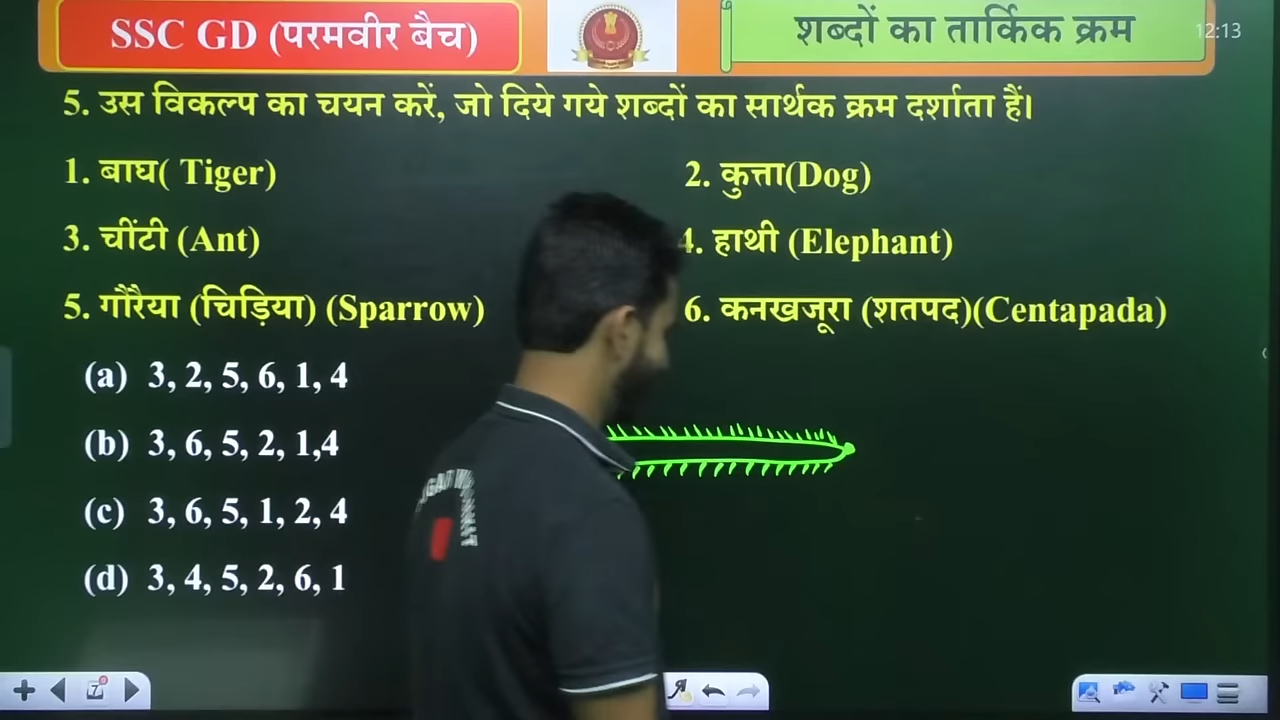 SSC GD (परमवीर बैच)
शब्दों का तार्किक क्रम
12:13
5. उस विकल्प का चयन करें, जो दिये गये शब्दों का सार्थक क्रम दर्शाता हैं।
1. बाघ( Tiger)
2. कुत्ता(Dog)
3. चींटी (Ant)
4. हाथी (Elephant)
5. गौरैया (चिड़िया) (Sparrow)
6. कनखजूरा (शतपद)(Centapada)
(a) 3, 2, 5, 6, 1, 4
(b) 3, 6, 5, 2, 1,4
(c) 3, 6, 5, 1, 2, 4
(d) 3, 4, 5, 2, 6, 1
7